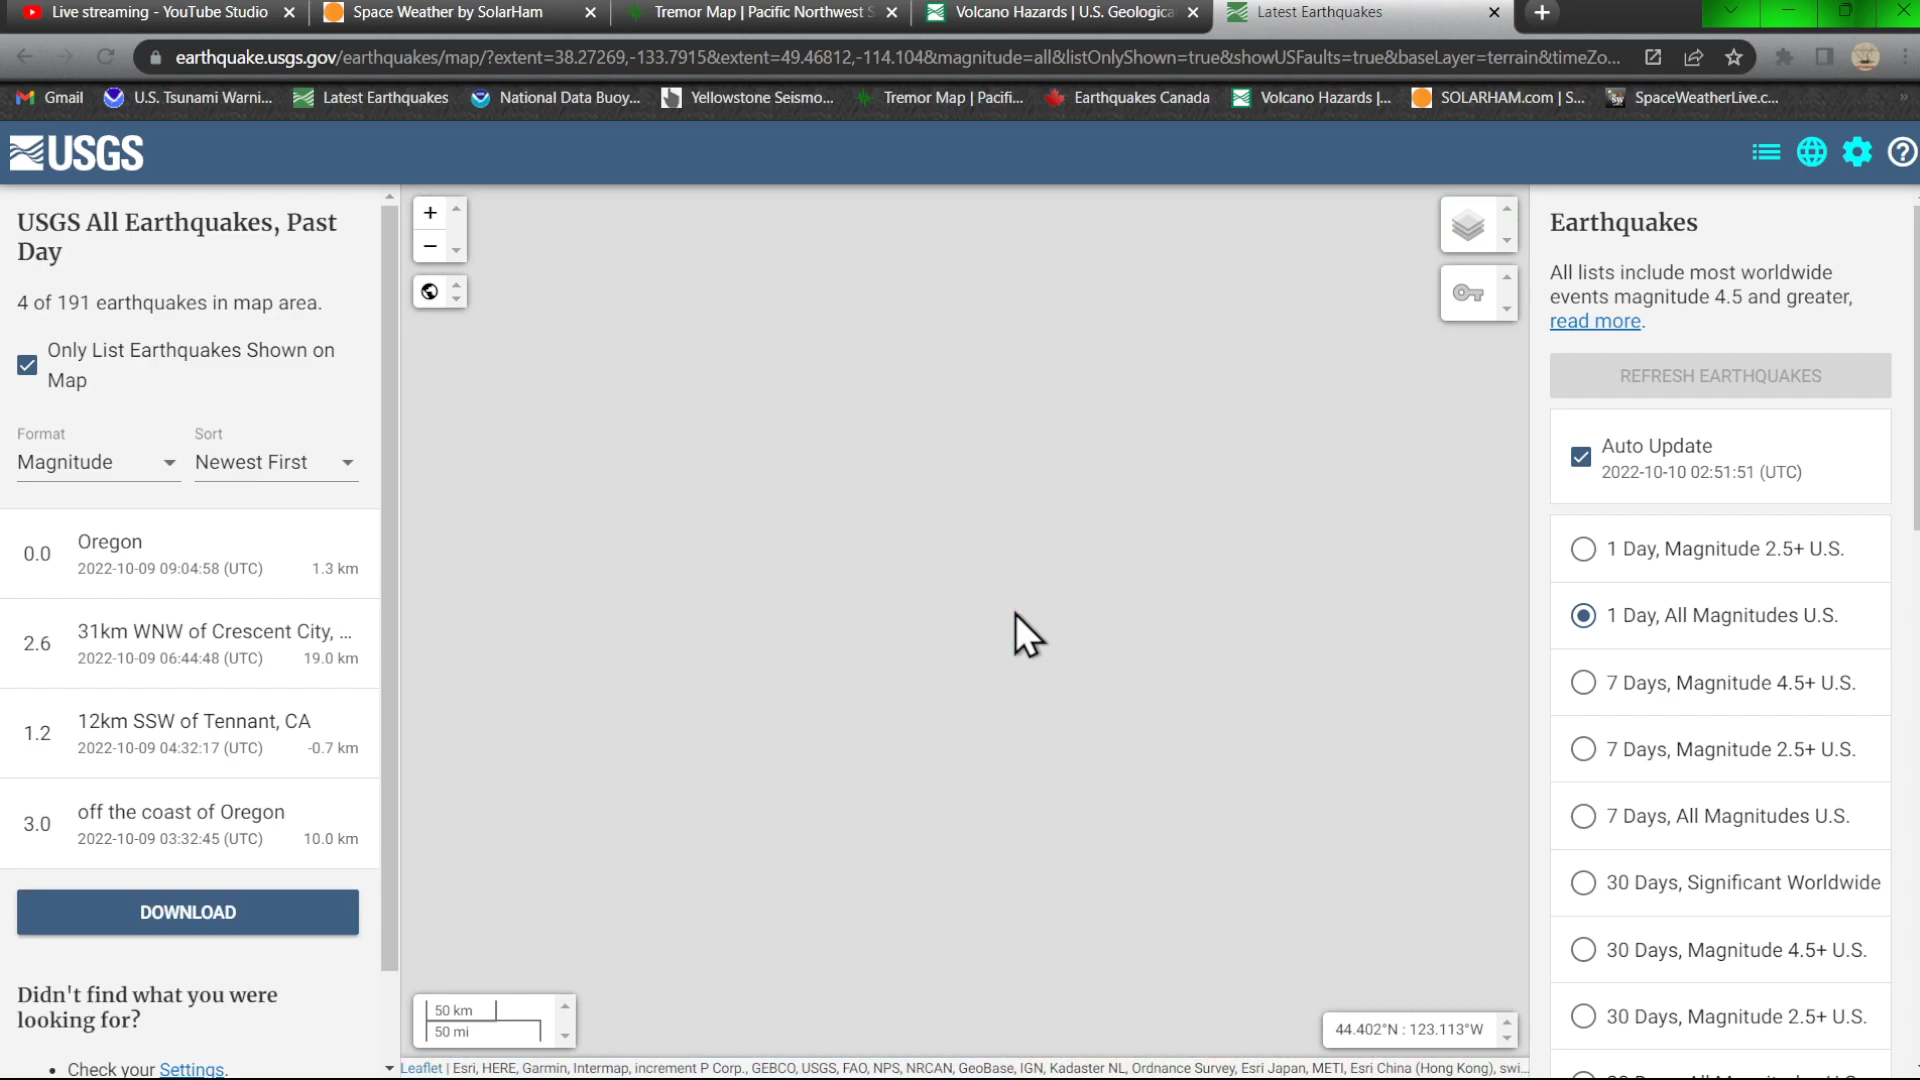 Live streaming - YouTube Studio
Space Weather by SolarHam
Tremor Map | Pacific Northwest S
Volcano Hazards | U.S. Geologica
Latest Earthquakes
earthquake.usgs.gov/earthquakes/map/?extent=38.27269,-133.7915&extent=49.46812,-114.104&magnitude=all&listOnlyShown=true&showUSFaults=true&baseLayer=terrain&timeZo...
Gmail
U.S. Tsunami Warni...
Latest Earthquakes
National Data Buoy...
Yellowstone Seismo...
Tremor Map | Pacifi...
Earthquakes Canada
Volcano Hazards |...
SOLARHAM.com | S...
SpaceWeatherLive.c...
USGS
USGS All Earthquakes, Past
Day
4 of 191 earthquakes in map area.
Only List Earthquakes Shown on
Map
Format
Sort
Magnitude
Newest First
0.0
Oregon
2022-10-09 09:04:58 (UTC)
1.3 km
2.6
31km WNW of Crescent City, ...
2022-10-09 06:44:48 (UTC)
19.0 km
1.2
12km SSW of Tennant, CA
2022-10-09 04:32:17 (UTC)
-0.7 km
3.0
off the coast of Oregon
2022-10-09 03:32:45 (UTC)
10.0 km
DOWNLOAD
Didn't find what you were
looking for?
• Check your Settings.
+
−
50 km
50 mi
44.402°N : 123.113°W
Leaflet | Esri, HERE, Garmin, Intermap, increment P Corp., GEBCO, USGS, FAO, NPS, NRCAN, GeoBase, IGN, Kadaster NL, Ordnance Survey, Esri Japan, METI, Esri China (Hong Kong), swi...
Earthquakes
All lists include most worldwide
events magnitude 4.5 and greater,
read more.
REFRESH EARTHQUAKES
Auto Update
2022-10-10 02:51:51 (UTC)
1 Day, Magnitude 2.5+ U.S.
1 Day, All Magnitudes U.S.
7 Days, Magnitude 4.5+ U.S.
7 Days, Magnitude 2.5+ U.S.
7 Days, All Magnitudes U.S.
30 Days, Significant Worldwide
30 Days, Magnitude 4.5+ U.S.
30 Days, Magnitude 2.5+ U.S.